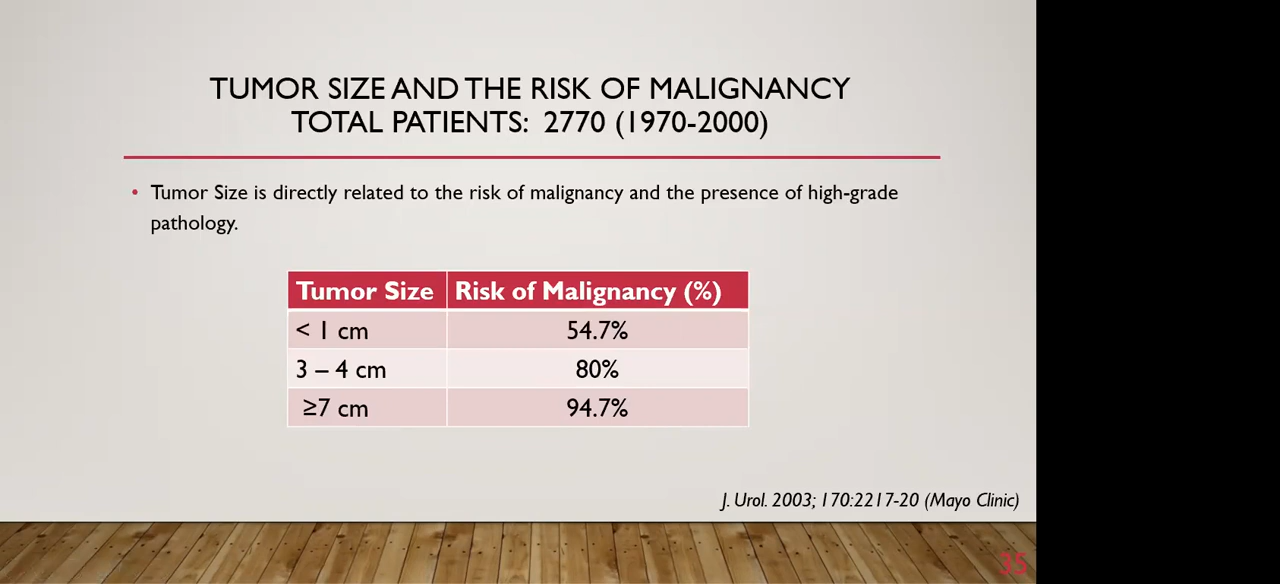 TUMOR SIZE AND THE RISK OF MALIGNANCY
TOTAL PATIENTS: 2770 (1970-2000)
• Tumor Size is directly related to the risk of malignancy and the presence of high-grade
pathology.
Tumor Size Risk of Malignancy (%)
< 1 cm 54.7%
3 – 4 cm 80%
≥7 cm 94.7%
J. Urol. 2003; 170:2217-20 (Mayo Clinic)
35